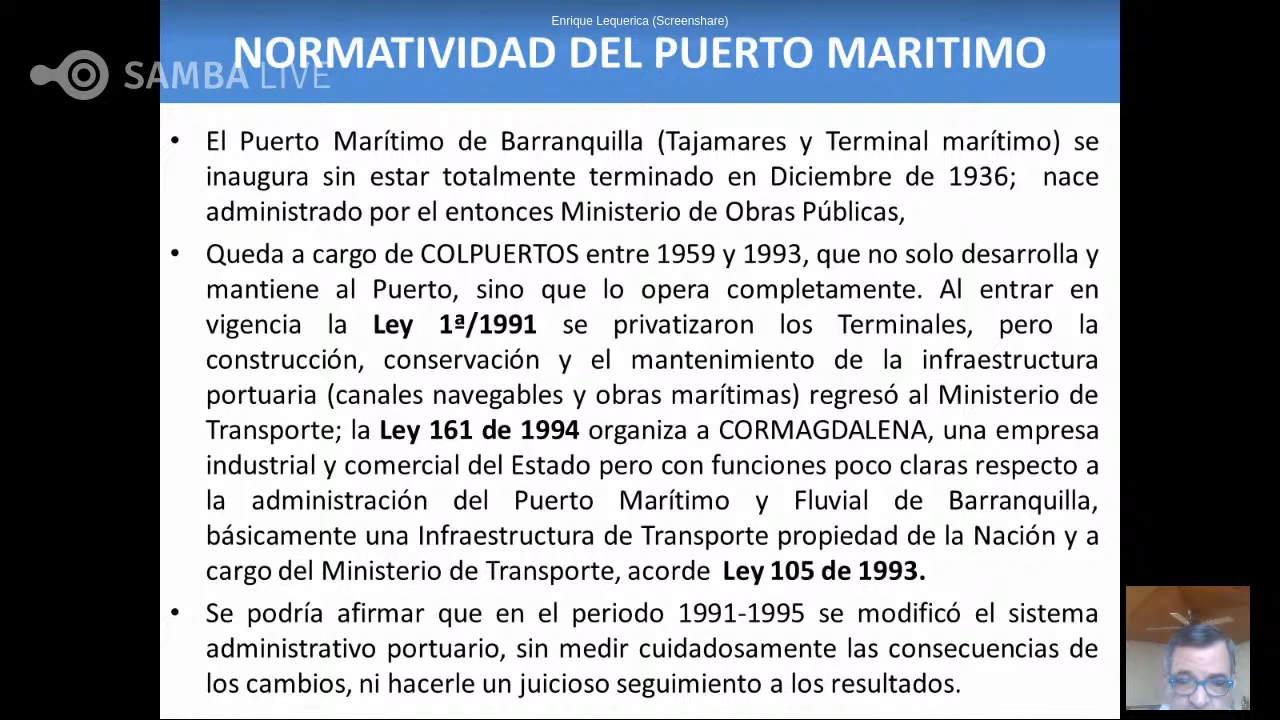 Enrique Lequerica (Screenshare)
NORMATIVIDAD DEL PUERTO MARITIMO
SAMBA LIVE
• El Puerto Marítimo de Barranquilla (Tajamares y Terminal marítimo) se
inaugura sin estar totalmente terminado en Diciembre de 1936; nace
administrado por el entonces Ministerio de Obras Públicas,
• Queda a cargo de COLPUERTOS entre 1959 y 1993, que no solo desarrolla y
mantiene al Puerto, sino que lo opera completamente. Al entrar en
vigencia la Ley 1ª/1991 se privatizaron los Terminales, pero la
construcción, conservación y el mantenimiento de la infraestructura
portuaria (canales navegables y obras marítimas) regresó al Ministerio de
Transporte; la Ley 161 de 1994 organiza a CORMAGDALENA, una empresa
industrial y comercial del Estado pero con funciones poco claras respecto a
la administración del Puerto Marítimo y Fluvial de Barranquilla,
básicamente una Infraestructura de Transporte propiedad de la Nación y a
cargo del Ministerio de Transporte, acorde Ley 105 de 1993.
• Se podría afirmar que en el periodo 1991-1995 se modificó el sistema
administrativo portuario, sin medir cuidadosamente las consecuencias de
los cambios, ni hacerle un juicioso seguimiento a los resultados.